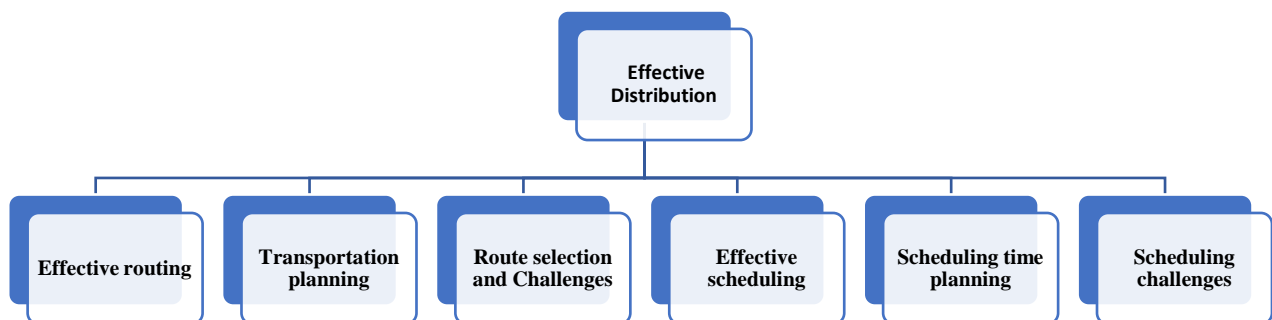 Effective
Distribution
Effective routing
Transportation
planning
Route selection
and Challenges
Effective
scheduling
Scheduling time
planning
Scheduling
challenges